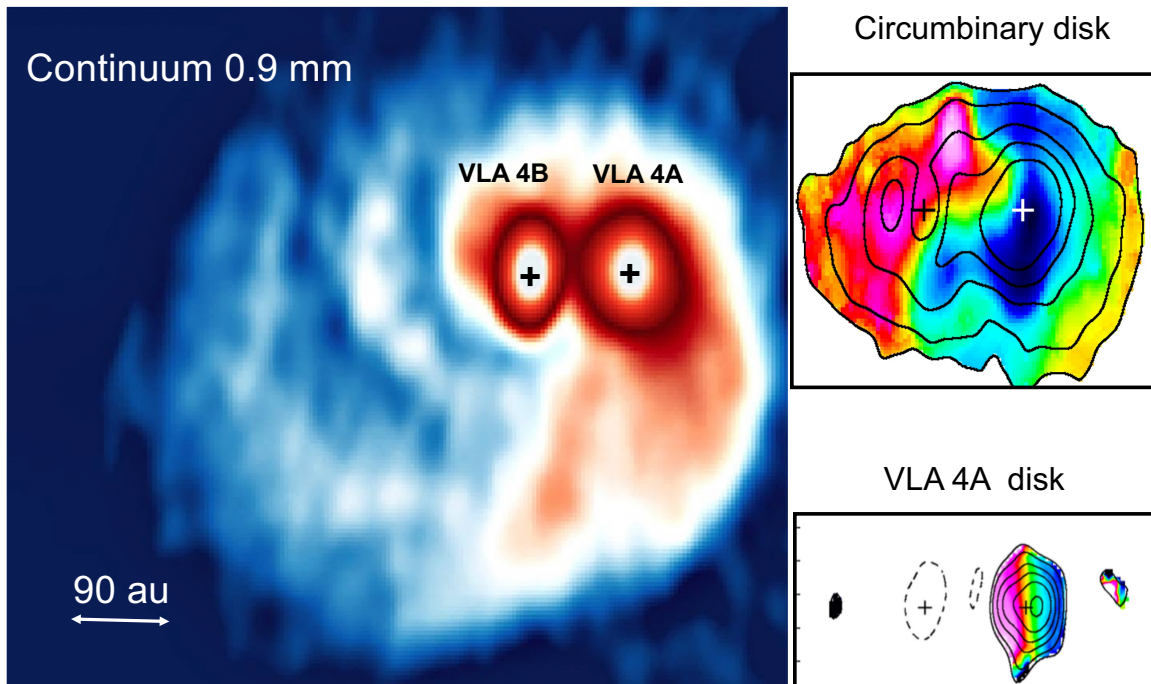 Continuum 0.9 mm
VLA 4B
VLA 4A
90 au
Circumbinary disk
VLA 4A disk